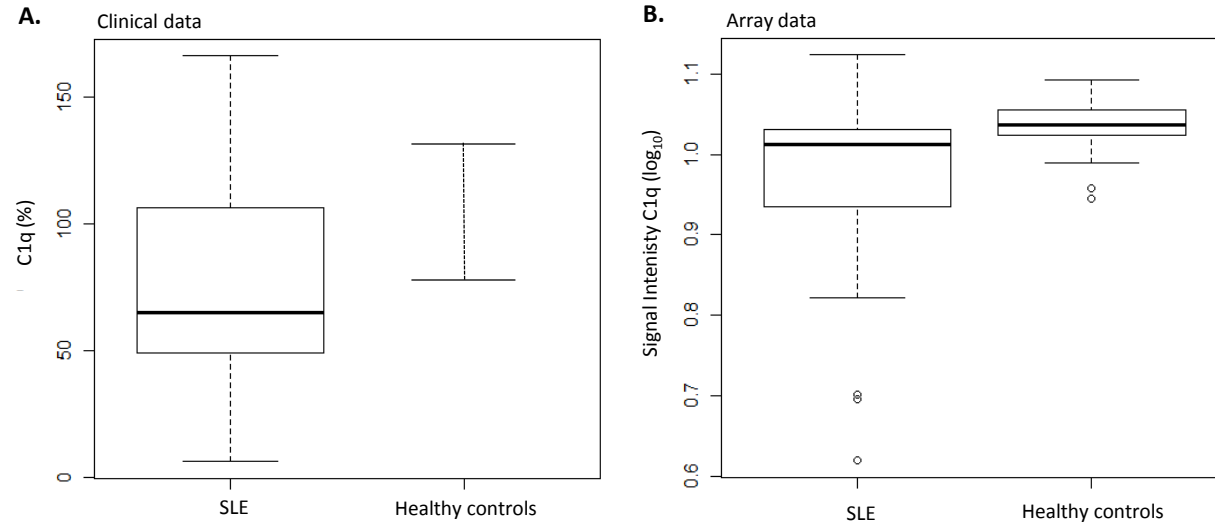 A.
Clinical data
C1q (%)
150
100
50
0
SLE
Healthy controls
B.
Array data
Signal Intenisty C1q (log₁₀)
1.1
1.0
0.9
0.8
0.7
0.6
SLE
Healthy controls